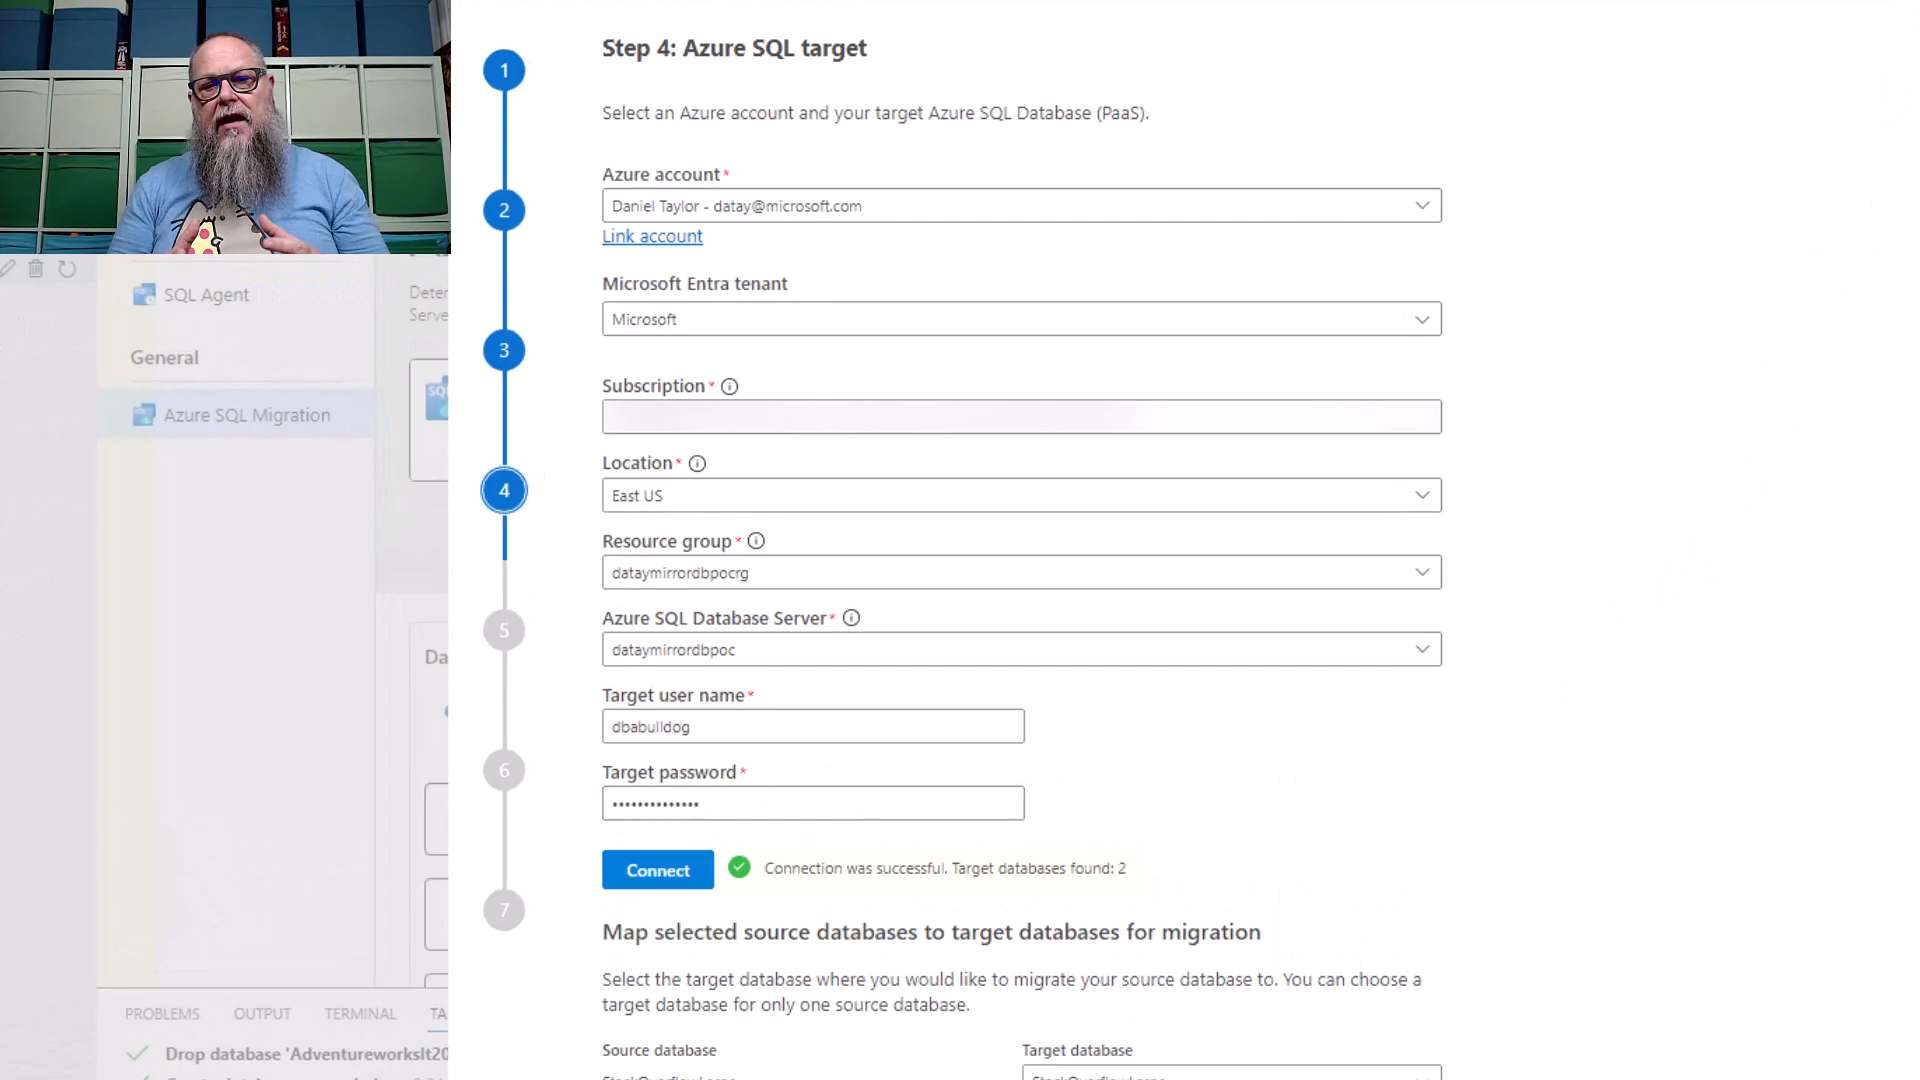 1
Step 4: Azure SQL target
Select an Azure account and your target Azure SQL Database (PaaS).
Azure account*
Daniel Taylor - datay@microsoft.com
2
Link account
SQL Agent
Deter
Serve
Microsoft Entra tenant
Microsoft
General
3
Subscription*
SQ
Azure SQL Migration
Location*
4
East US
Resource group*
dataymirrordbpocrg
Azure SQL Database Server*
5
Da
dataymirrordbpoc
Target user name*
dbabulldog
6
Target password*
••••••••••••••
Connect
Connection was successful. Target databases found: 2
7
Map selected source databases to target databases for migration
Select the target database where you would like to migrate your source database to. You can choose a
target database for only one source database.
PROBLEMS OUTPUT TERMINAL TA
Drop database 'Adventureworkslt20
Source database
Target database